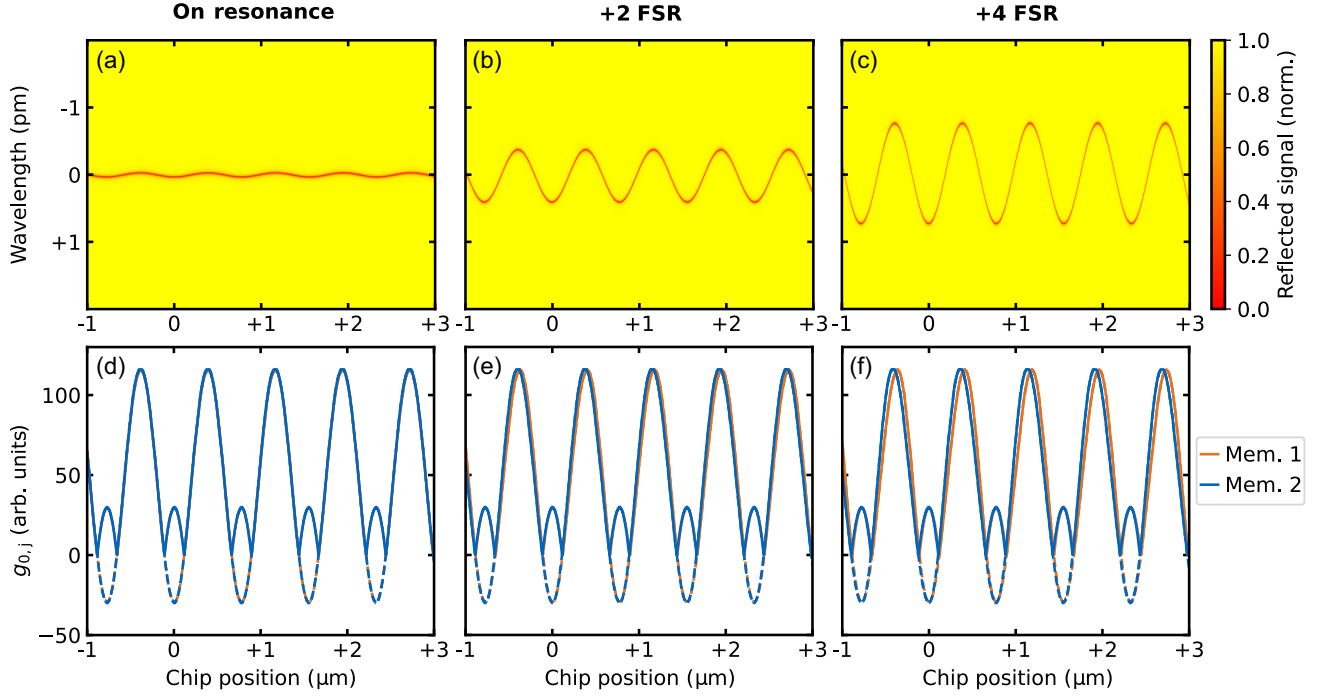 On resonance
+2 FSR
+4 FSR
(a)
(b)
(c)
Wavelength (pm)
-1
0
+1
-1 0 +1 +2 +3
-1 0 +1 +2 +3
-1 0 +1 +2 +3
1.0
0.8
0.6
0.4
0.2
0.0
Reflected signal (norm.)
(d)
(e)
(f)
g0,j (arb. units)
100
50
0
−50
-1 0 +1 +2 +3
-1 0 +1 +2 +3
-1 0 +1 +2 +3
Chip position (μm)
Chip position (μm)
Chip position (μm)
Mem. 1
Mem. 2